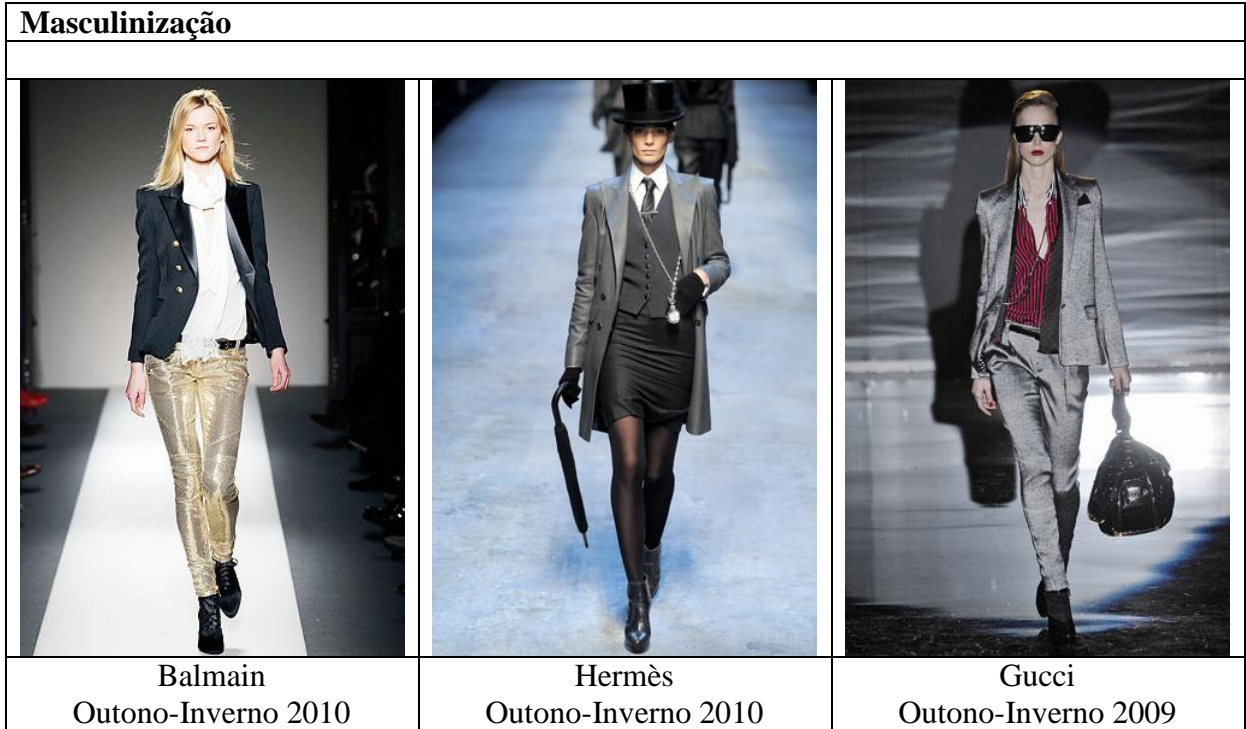 Masculinização
Balmain
Outono-Inverno 2010
Hermès
Outono-Inverno 2010
Gucci
Outono-Inverno 2009